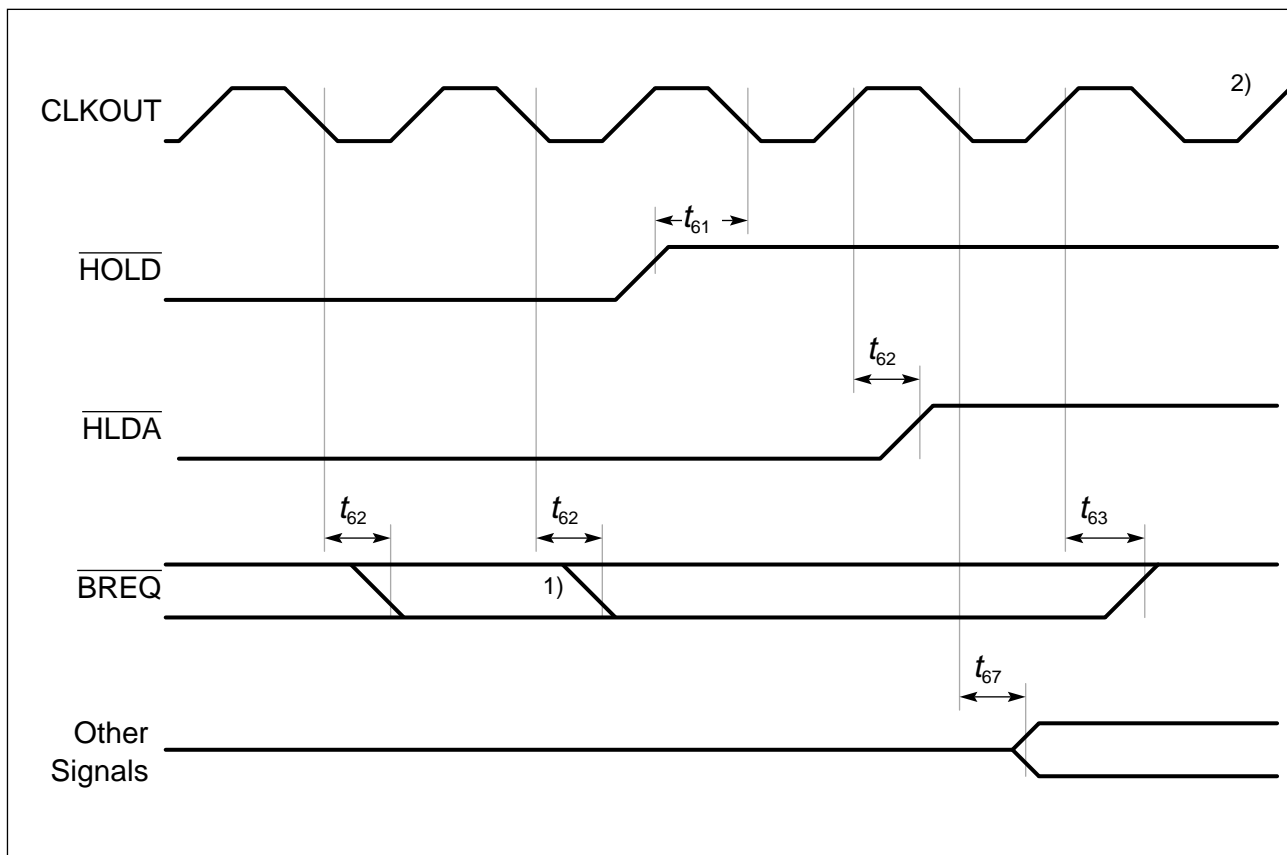 2)
CLKOUT
t61
HOLD
t62
HLDA
t62
t62
t63
BREQ
1)
t67
Other
Signals